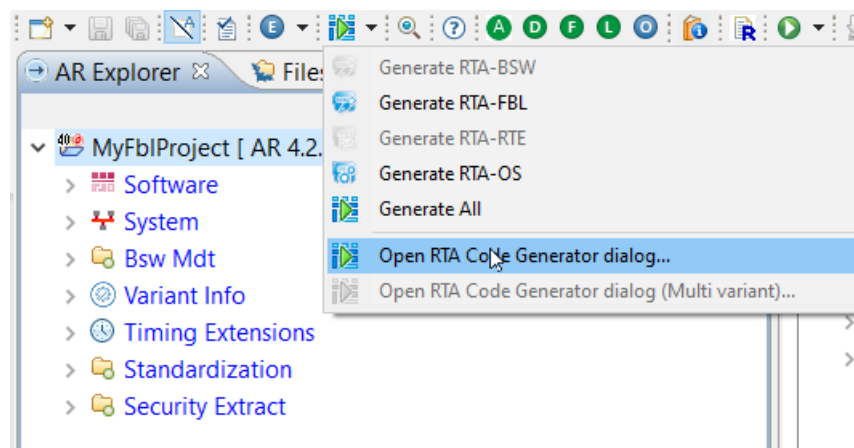 E
?
A
D
F
L
O
R
AR Explorer
Files
Generate RTA-BSW
Generate RTA-FBL
Generate RTA-RTE
Generate RTA-OS
Generate All
Open RTA Code Generator dialog...
Open RTA Code Generator dialog (Multi variant)...
40
MyFblProject [ AR 4.2.
Software
System
Bsw Mdt
Variant Info
Timing Extensions
Standardization
Security Extract